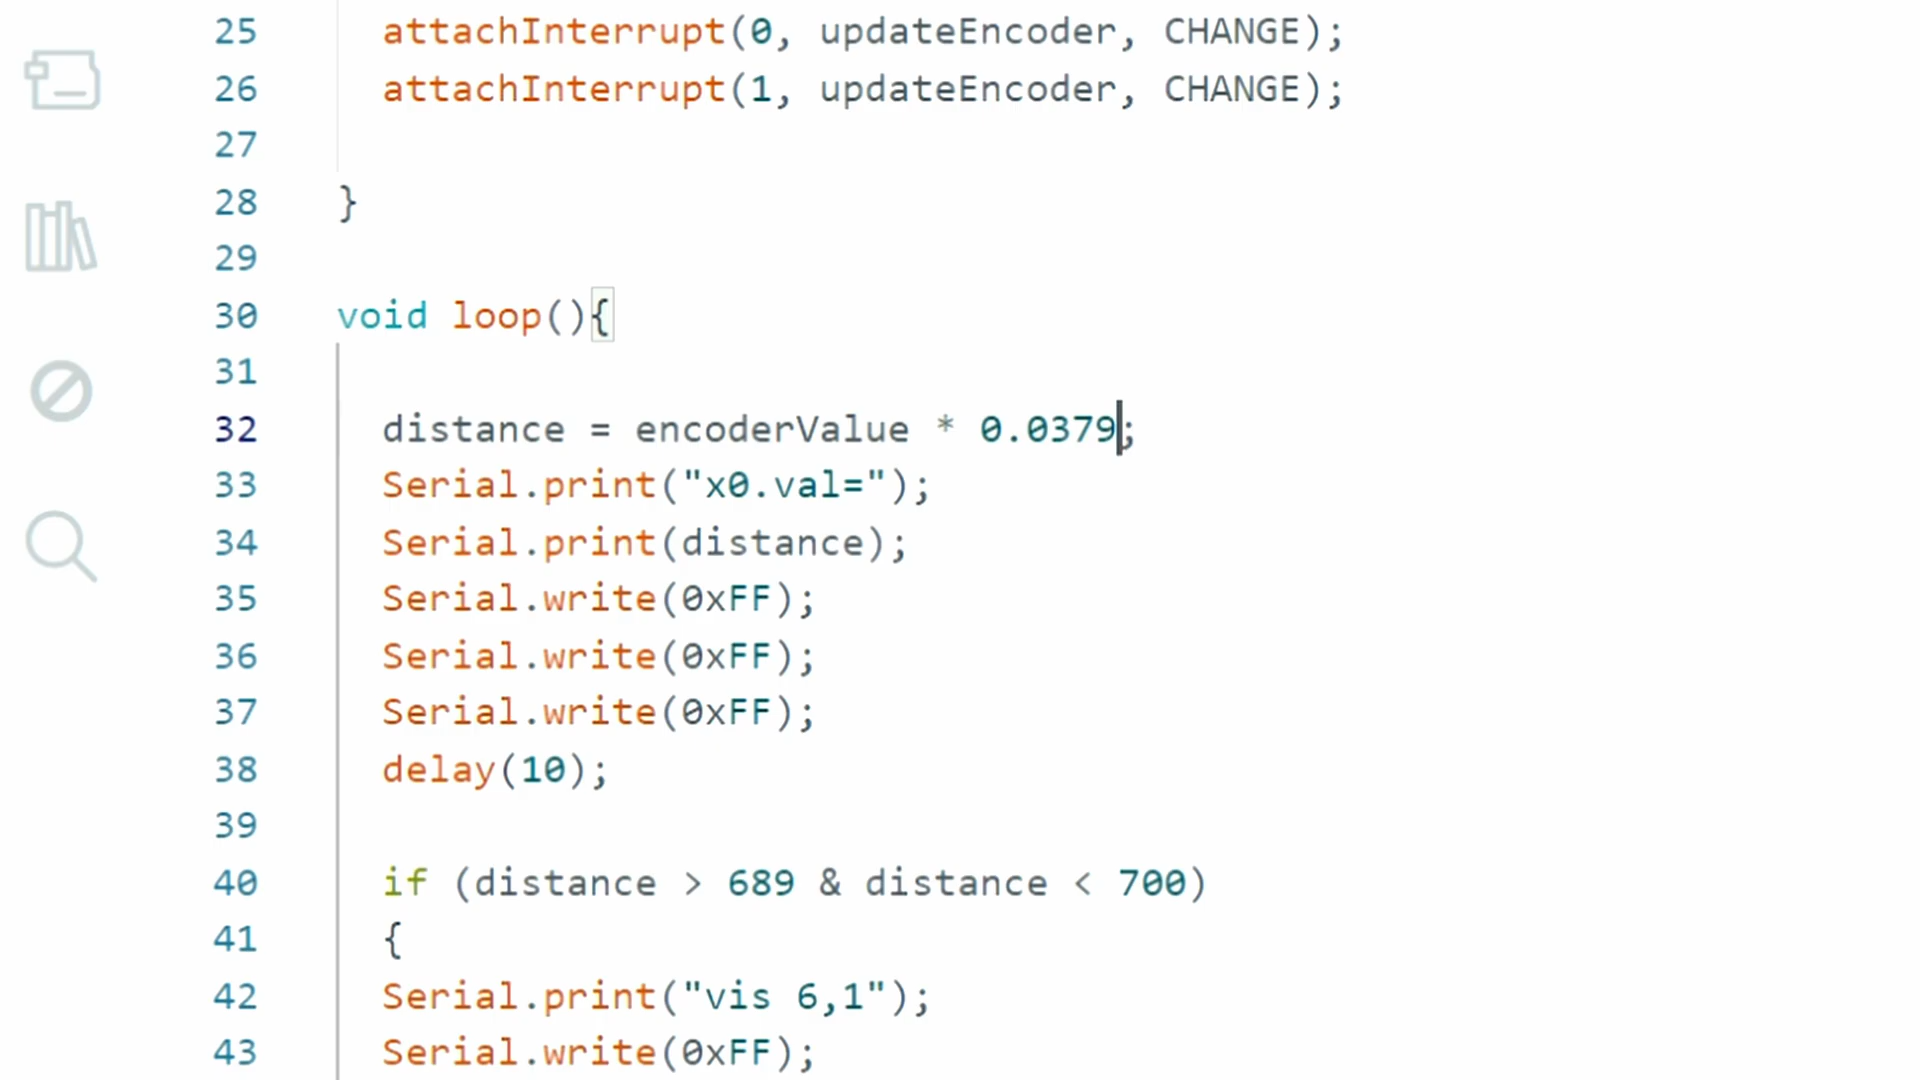 25 attachInterrupt(0, updateEncoder, CHANGE);
26 attachInterrupt(1, updateEncoder, CHANGE);
27
28 }
29
30 void loop(){
31
32 distance = encoderValue * 0.0379;
33 Serial.print("x0.val=");
34 Serial.print(distance);
35 Serial.write(0xFF);
36 Serial.write(0xFF);
37 Serial.write(0xFF);
38 delay(10);
39
40 if (distance > 689 & distance < 700)
41 {
42 Serial.print("vis 6,1");
43 Serial.write(0xFF);